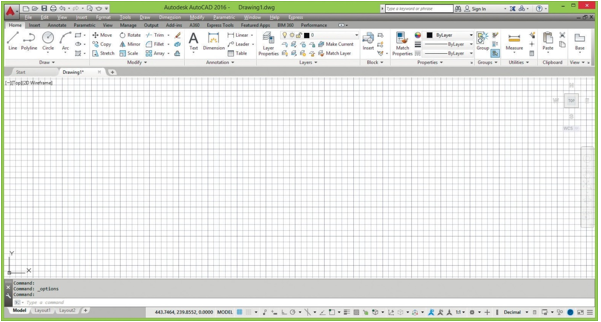 Autodesk AutoCAD 2016 - Drawing1.dwg
Type a keyword or phrase
Sign In
File Edit View Insert Format Tools Draw Dimension Modify Parametric Window Help Express
Home Insert Annotate Parametric View Manage Output Add-ins A360 Express Tools Featured Apps BIM 360 Performance
Line Polyline Circle Arc
Move Rotate Trim
Copy Mirror Fillet
Stretch Scale Array
Text Dimension
Linear
Leader
Table
Layer Properties
0
Make Current
Match Layer
Insert
Match Properties
ByLayer
ByLayer
ByLayer
Group
Measure
Paste
Base
Draw Modify Annotation Layers Block Properties Groups Utilities Clipboard View
Start Drawing1*
[−][Top][2D Wireframe]
TOP
WCS
Y
X
Command:
Command: _options
Command:
Type a command
Model Layout1 Layout2 +
443.7464, 239.8552, 0.0000 MODEL
1:1
Decimal